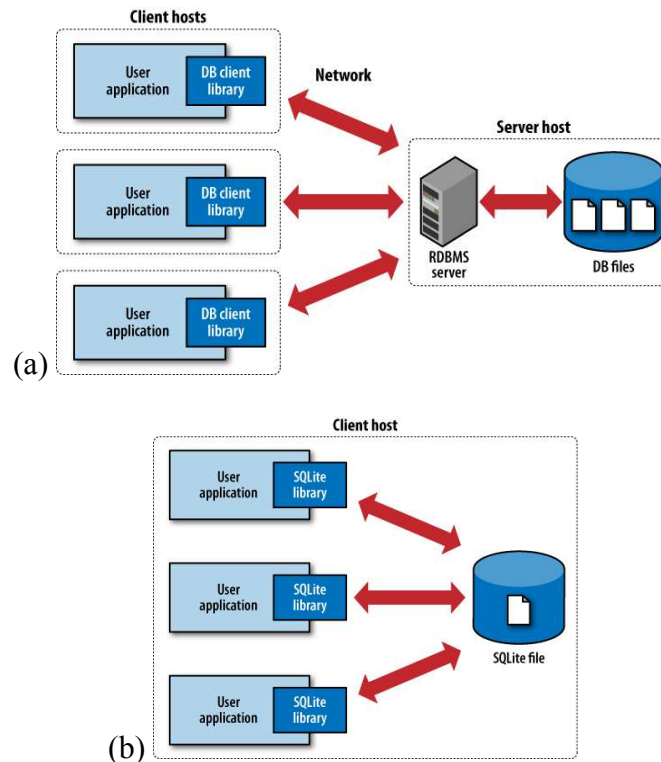 Client hosts
User
application
DB client
library
Network
Server host
User
application
DB client
library
RDBMS
server
DB files
User
application
DB client
library
(a)
Client host
User
application
SQLite
library
User
application
SQLite
library
SQLite file
User
application
SQLite
library
(b)